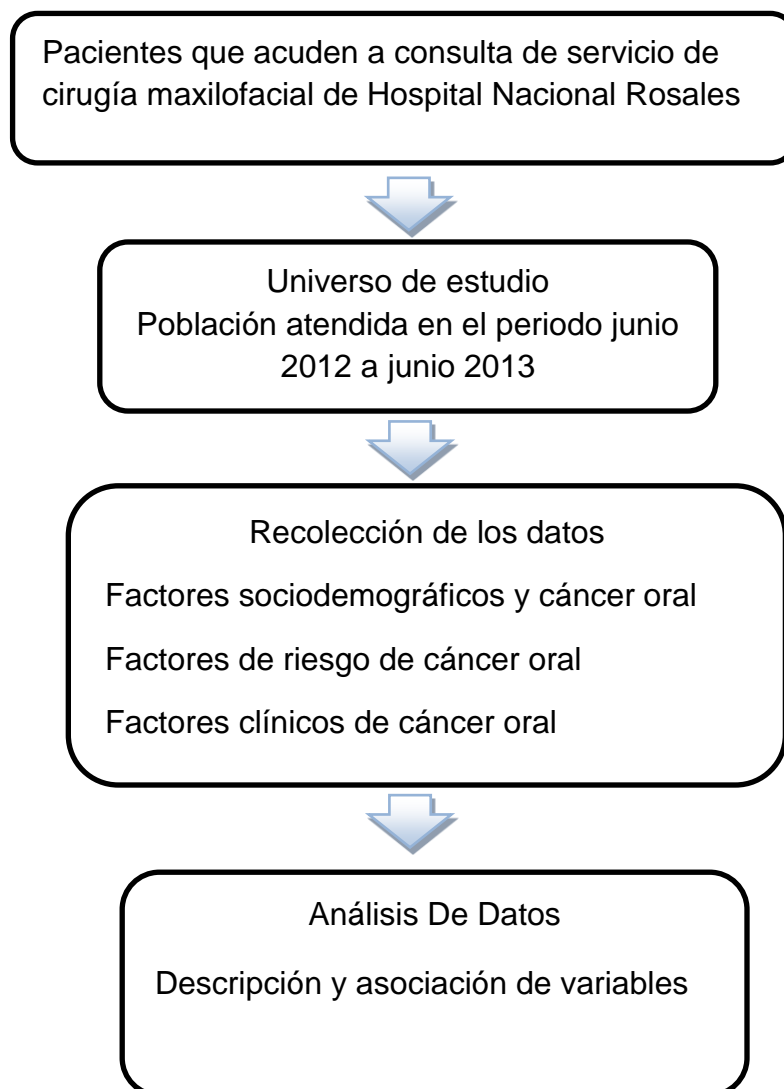 Pacientes que acuden a consulta de servicio de
cirugía maxilofacial de Hospital Nacional Rosales
Universo de estudio
Población atendida en el periodo junio
2012 a junio 2013
Recolección de los datos
Factores sociodemográficos y cáncer oral
Factores de riesgo de cáncer oral
Factores clínicos de cáncer oral
Análisis De Datos
Descripción y asociación de variables